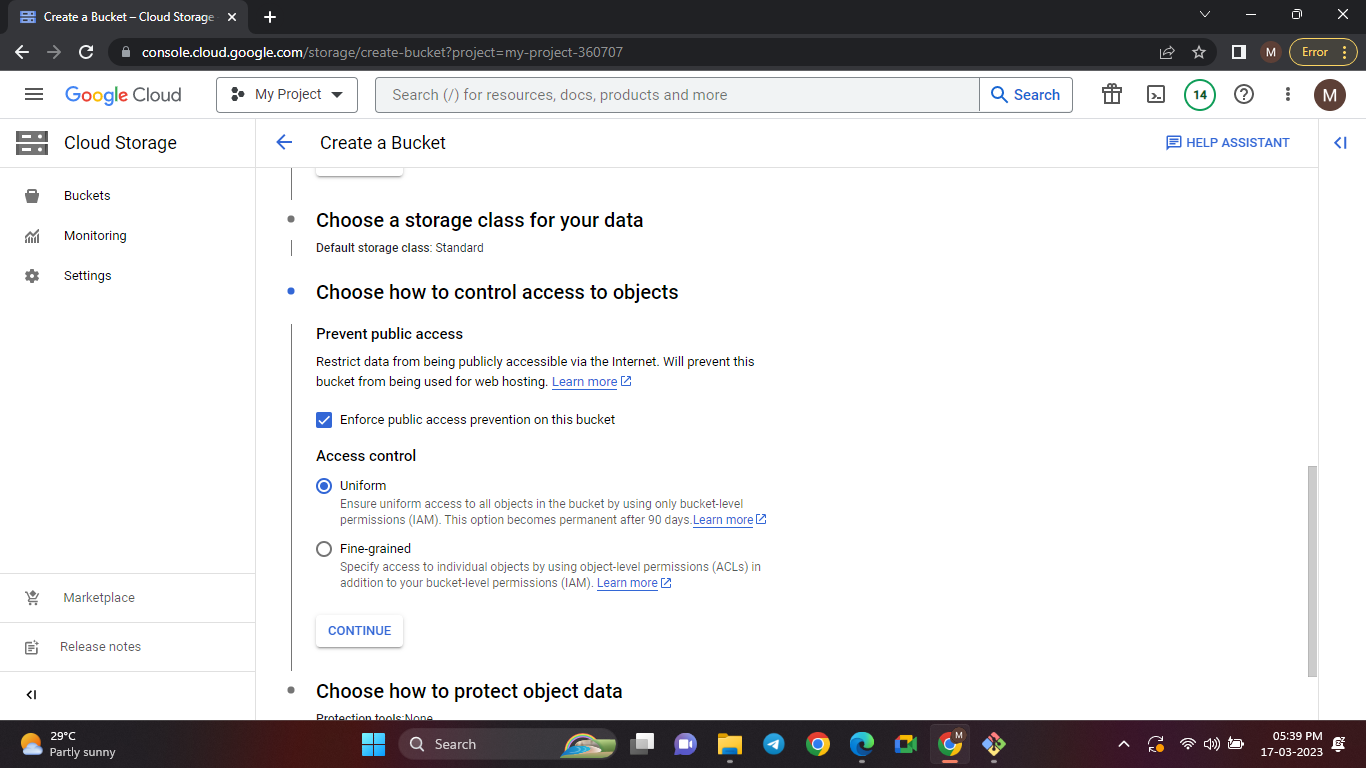 Create a Bucket – Cloud Storage
console.cloud.google.com/storage/create-bucket?project=my-project-360707
M
Error
Google Cloud
My Project
Search (/) for resources, docs, products and more
Search
14
M
Cloud Storage
Create a Bucket
HELP ASSISTANT
Buckets
Monitoring
Settings
Marketplace
Release notes
Choose a storage class for your data
Default storage class: Standard
Choose how to control access to objects
Prevent public access
Restrict data from being publicly accessible via the Internet. Will prevent this
bucket from being used for web hosting. Learn more
Enforce public access prevention on this bucket
Access control
Uniform
Ensure uniform access to all objects in the bucket by using only bucket-level
permissions (IAM). This option becomes permanent after 90 days. Learn more
Fine-grained
Specify access to individual objects by using object-level permissions (ACLs) in
addition to your bucket-level permissions (IAM). Learn more
CONTINUE
Choose how to protect object data
Protection tools:None
29°C
Partly sunny
Search
M
05:39 PM
17-03-2023